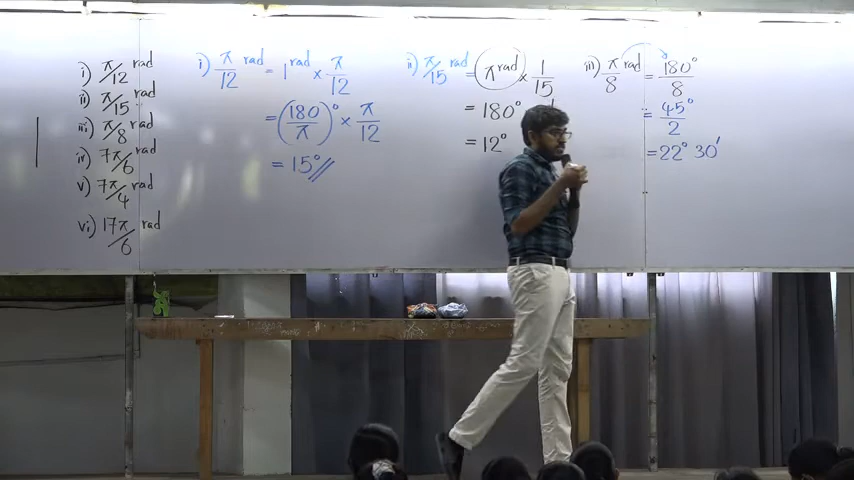 i) π/12 rad
ii) π/15 rad
iii) π/8 rad
iv) 7π/6 rad
v) 7π/4 rad
vi) 17π/6 rad
i) π/12 rad = 1 rad × π/12
= (180/π)° × π/12
= 15°//
ii) π/15 rad = π rad × 1/15
= 180°
= 12°
iii) π/8 rad = 180°/8
= 45°/2
= 22° 30'